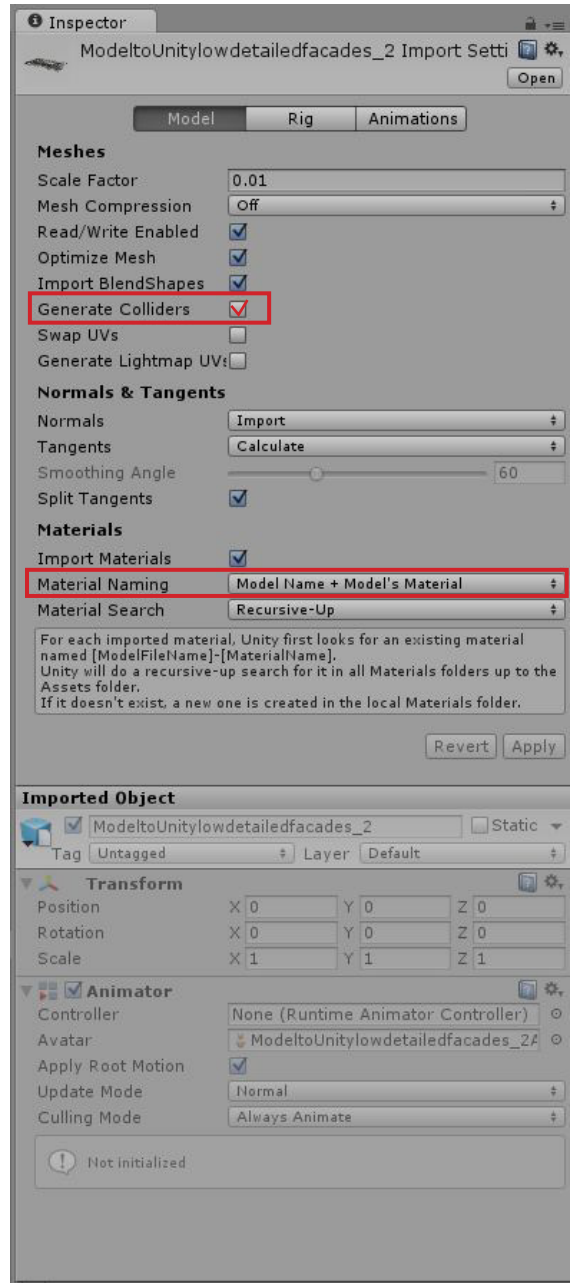 Inspector
ModeltoUnitylowdetailedfacades_2 Import Setti
Open
Model Rig Animations
Meshes
Scale Factor 0.01
Mesh Compression Off
Read/Write Enabled
Optimize Mesh
Import BlendShapes
Generate Colliders
Swap UVs
Generate Lightmap UVs
Normals & Tangents
Normals Import
Tangents Calculate
Smoothing Angle 60
Split Tangents
Materials
Import Materials
Material Naming Model Name + Model's Material
Material Search Recursive-Up
For each imported material, Unity first looks for an existing material
named [ModelFileName]-[MaterialName].
Unity will do a recursive-up search for it in all Materials folders up to the
Assets folder.
If it doesn't exist, a new one is created in the local Materials folder.
Revert Apply
Imported Object
ModeltoUnitylowdetailedfacades_2 Static
Tag Untagged Layer Default
Transform
Position X 0 Y 0 Z 0
Rotation X 0 Y 0 Z 0
Scale X 1 Y 1 Z 1
Animator
Controller None (Runtime Animator Controller)
Avatar ModeltoUnitylowdetailedfacades_2A
Apply Root Motion
Update Mode Normal
Culling Mode Always Animate
Not initialized